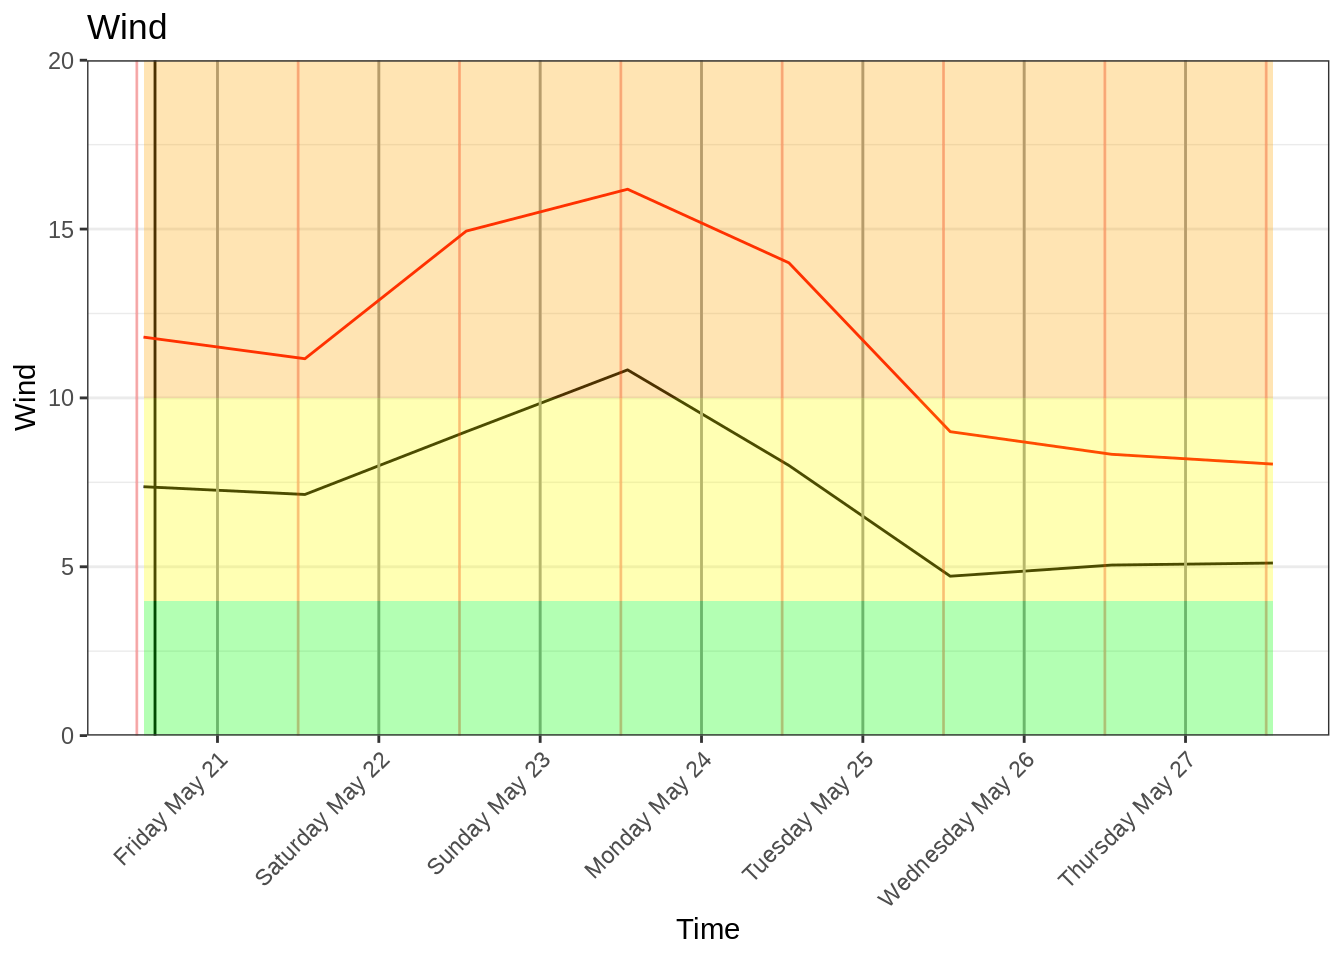 Wind
20
15
10
5
0
Wind
Friday May 21
Saturday May 22
Sunday May 23
Monday May 24
Tuesday May 25
Wednesday May 26
Thursday May 27
Time